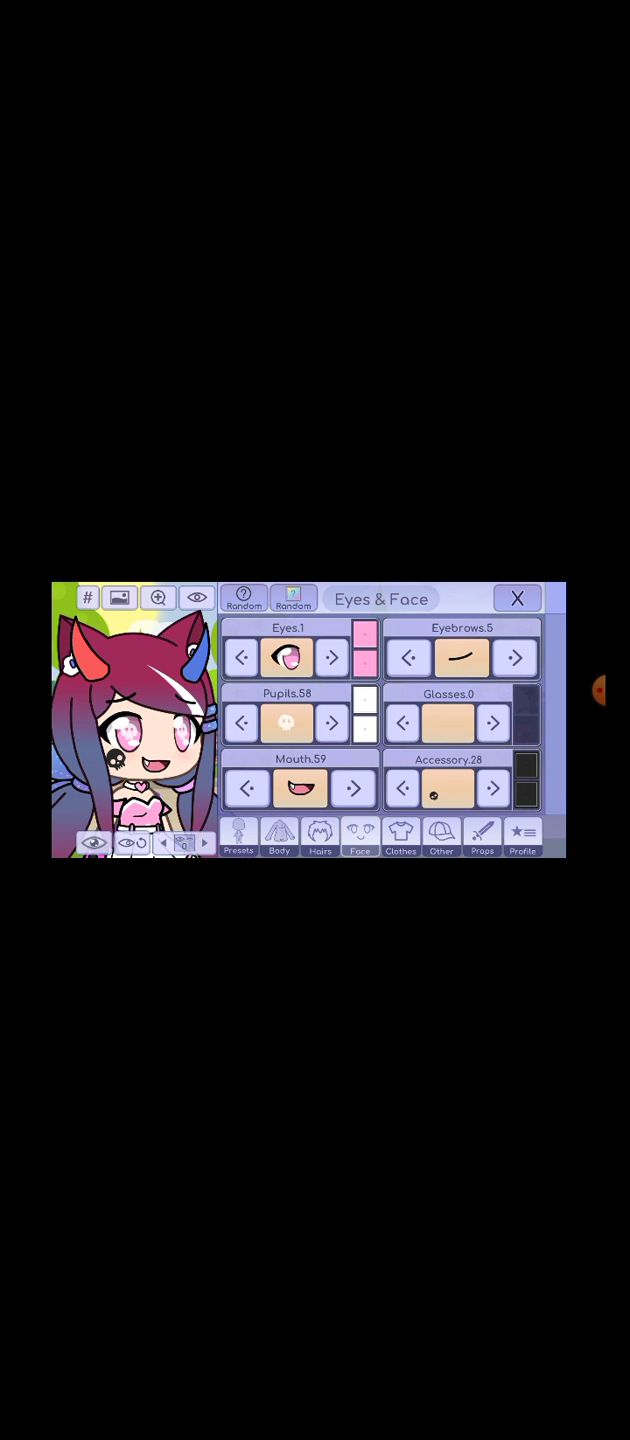 #
Random
Random
Eyes & Face
X
Eyes.1
Eyebrows.5
Pupils.58
Glasses.0
Mouth.59
Accessory.28
0
Presets
Body
Hairs
Face
Clothes
Other
Props
Profile